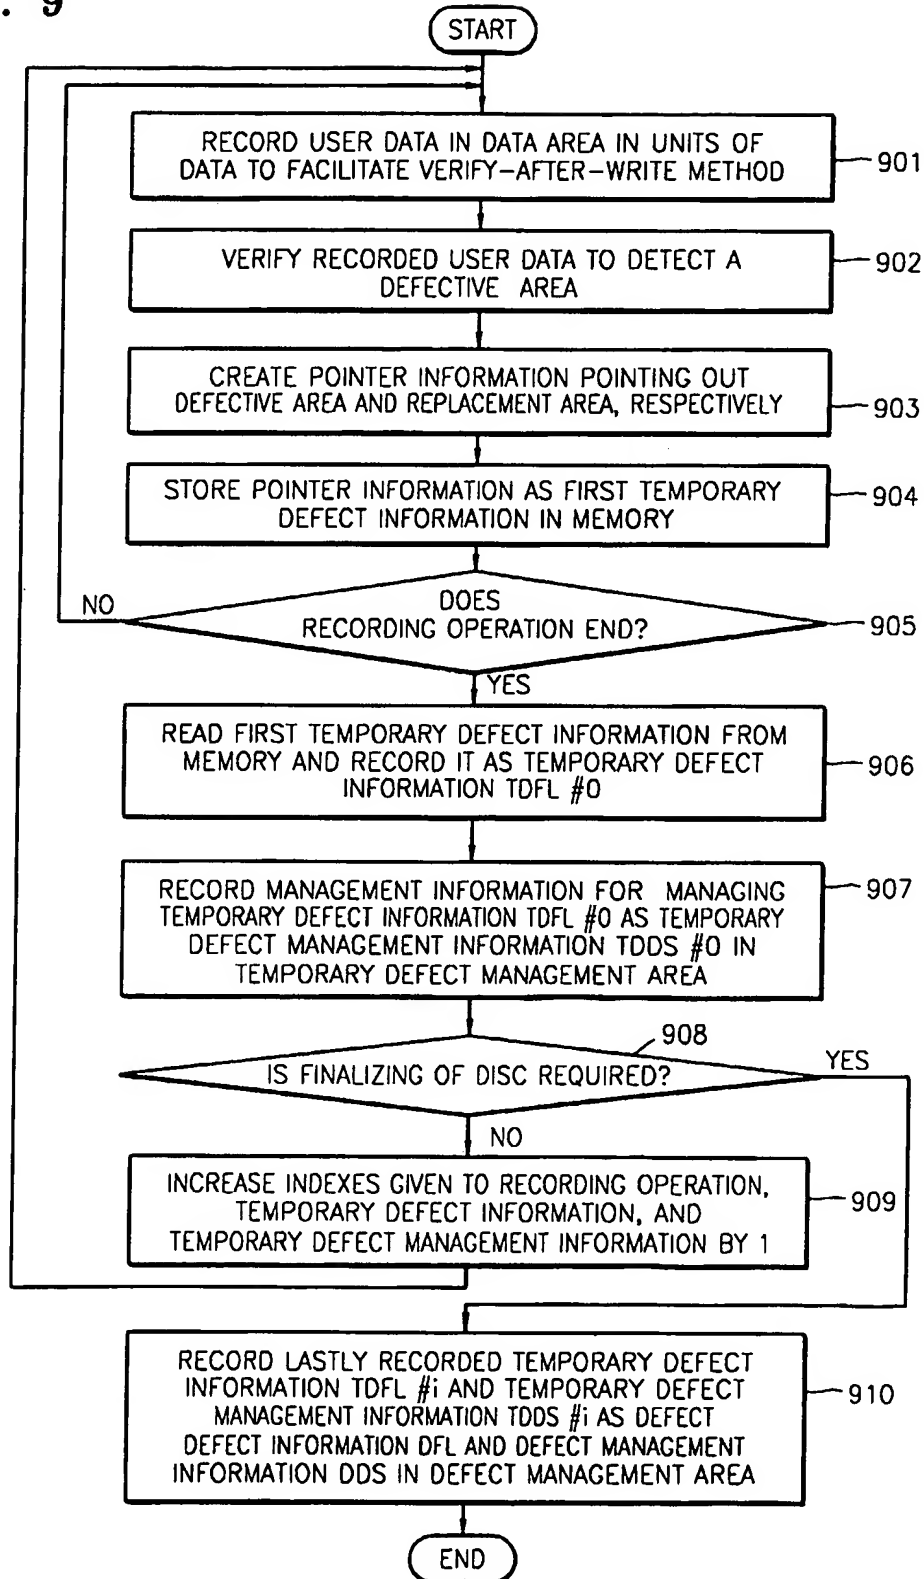 . 9
START
RECORD USER DATA IN DATA AREA IN UNITS OF
DATA TO FACILITATE VERIFY-AFTER-WRITE METHOD
901
VERIFY RECORDED USER DATA TO DETECT A
DEFECTIVE AREA
902
CREATE POINTER INFORMATION POINTING OUT
DEFECTIVE AREA AND REPLACEMENT AREA, RESPECTIVELY
903
STORE POINTER INFORMATION AS FIRST TEMPORARY
DEFECT INFORMATION IN MEMORY
904
NO
DOES
RECORDING OPERATION END?
905
YES
READ FIRST TEMPORARY DEFECT INFORMATION FROM
MEMORY AND RECORD IT AS TEMPORARY DEFECT
INFORMATION TDFL #0
906
RECORD MANAGEMENT INFORMATION FOR MANAGING
TEMPORARY DEFECT INFORMATION TDFL #0 AS TEMPORARY
DEFECT MANAGEMENT INFORMATION TDDS #0 IN
TEMPORARY DEFECT MANAGEMENT AREA
907
908
IS FINALIZING OF DISC REQUIRED?
YES
NO
INCREASE INDEXES GIVEN TO RECORDING OPERATION,
TEMPORARY DEFECT INFORMATION, AND
TEMPORARY DEFECT MANAGEMENT INFORMATION BY 1
909
RECORD LASTLY RECORDED TEMPORARY DEFECT
INFORMATION TDFL #i AND TEMPORARY DEFECT
MANAGEMENT INFORMATION TDDS #i AS DEFECT
DEFECT INFORMATION DFL AND DEFECT MANAGEMENT
INFORMATION DDS IN DEFECT MANAGEMENT AREA
910
END